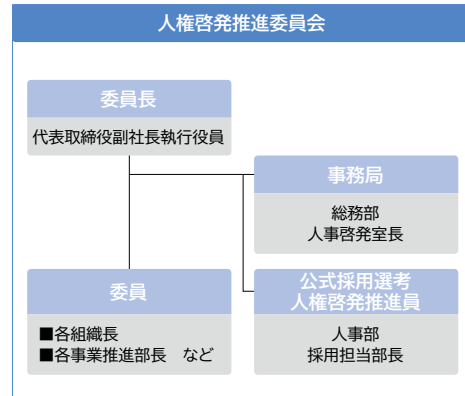 人権啓発推進委員会
委員長
代表取締役副社長執行役員
事務局
総務部
人事啓発室長
委員
■各組織長
■各事業推進部長　など
公式採用選考
人権啓発推進員
人事部
採用担当部長